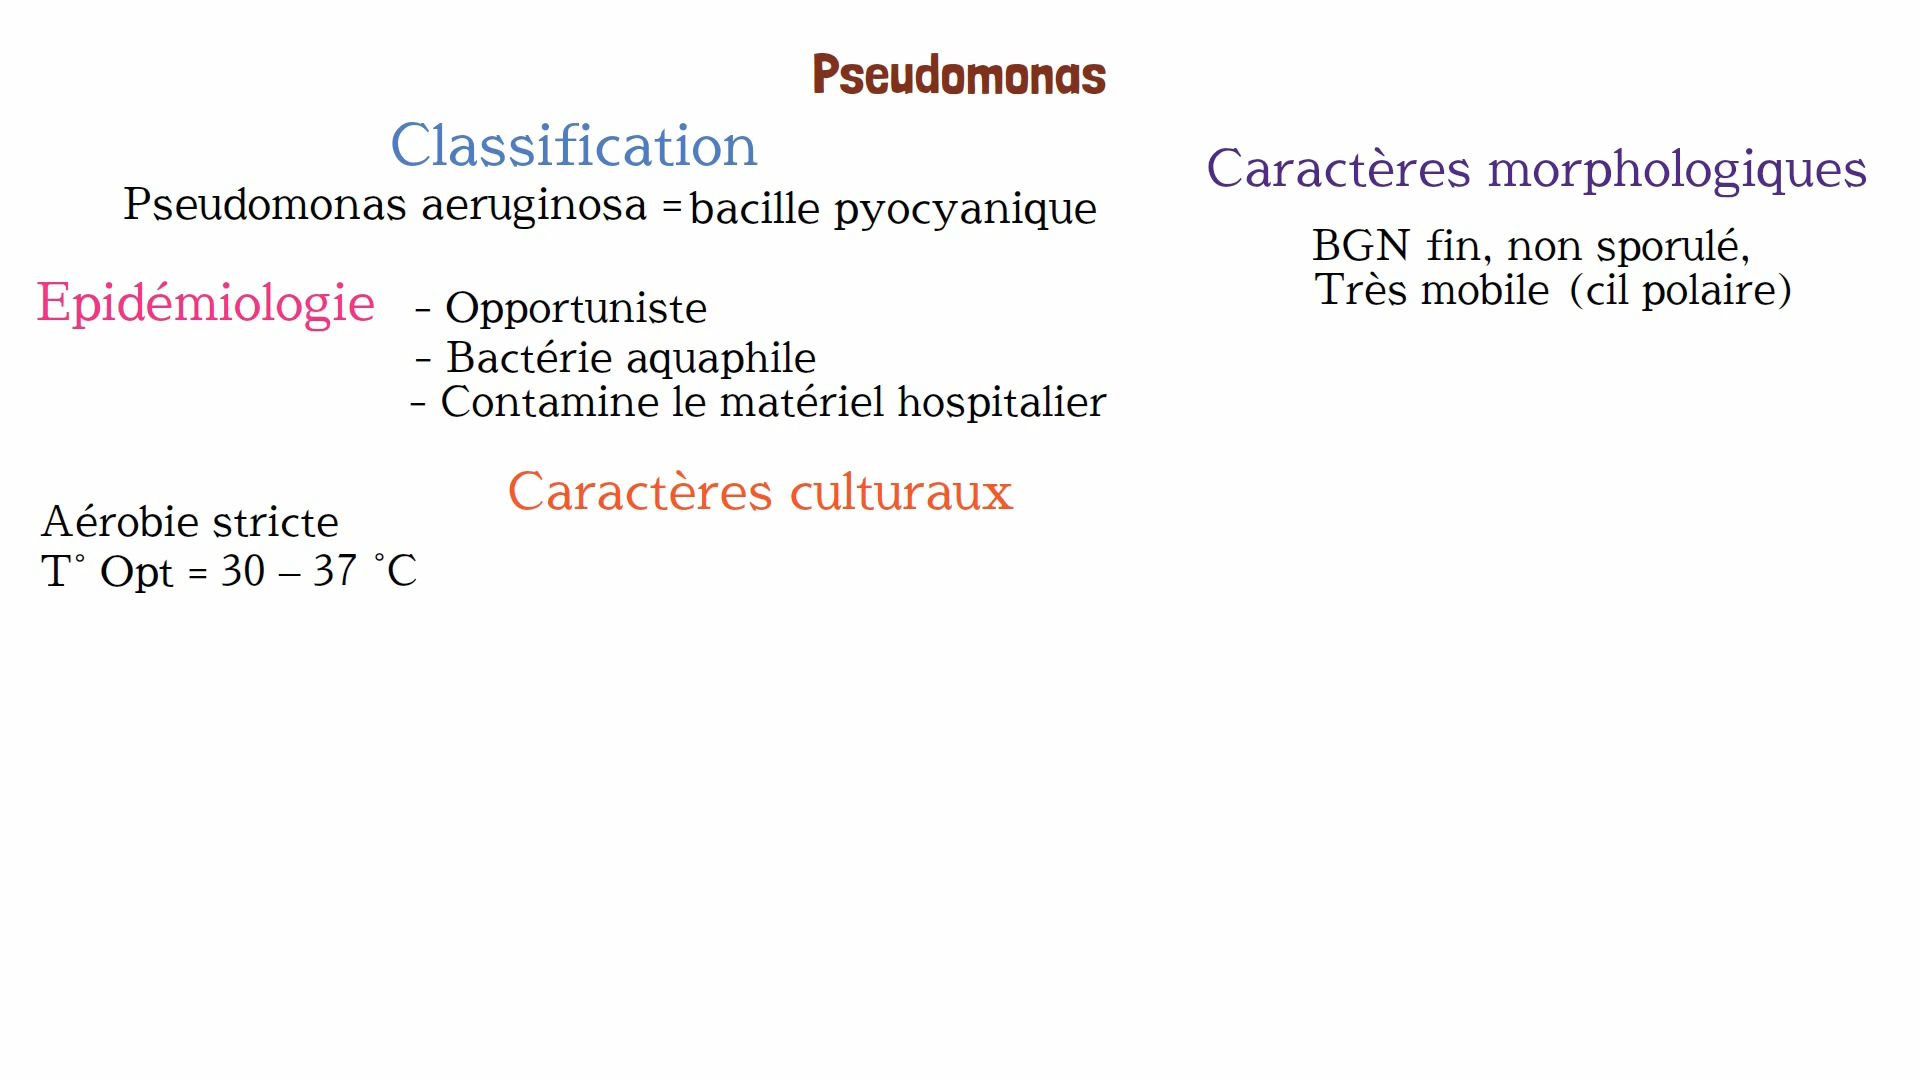 Pseudomonas
Classification
Pseudomonas aeruginosa = bacille pyocyanique
Caractères morphologiques
BGN fin, non sporulé,
Très mobile (cil polaire)
Epidémiologie
- Opportuniste
- Bactérie aquaphile
- Contamine le matériel hospitalier
Caractères culturaux
Aérobie stricte
T° Opt = 30 – 37 °C